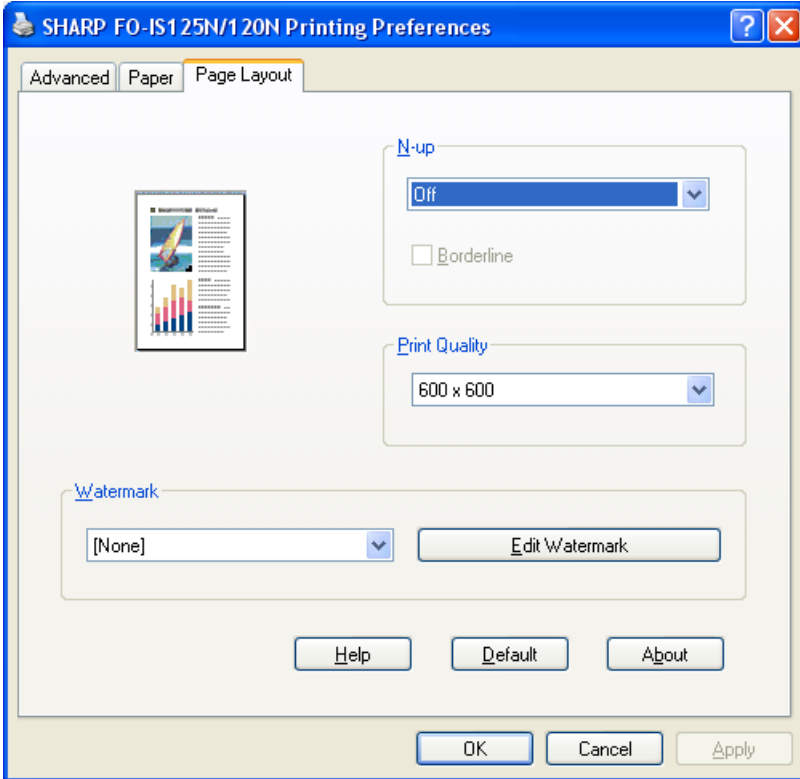 SHARP FO-IS125N/120N Printing Preferences
Advanced Paper Page Layout
N-up
Off
Borderline
Print Quality
600 x 600
Watermark
[None] Edit Watermark
Help Default About
OK Cancel Apply